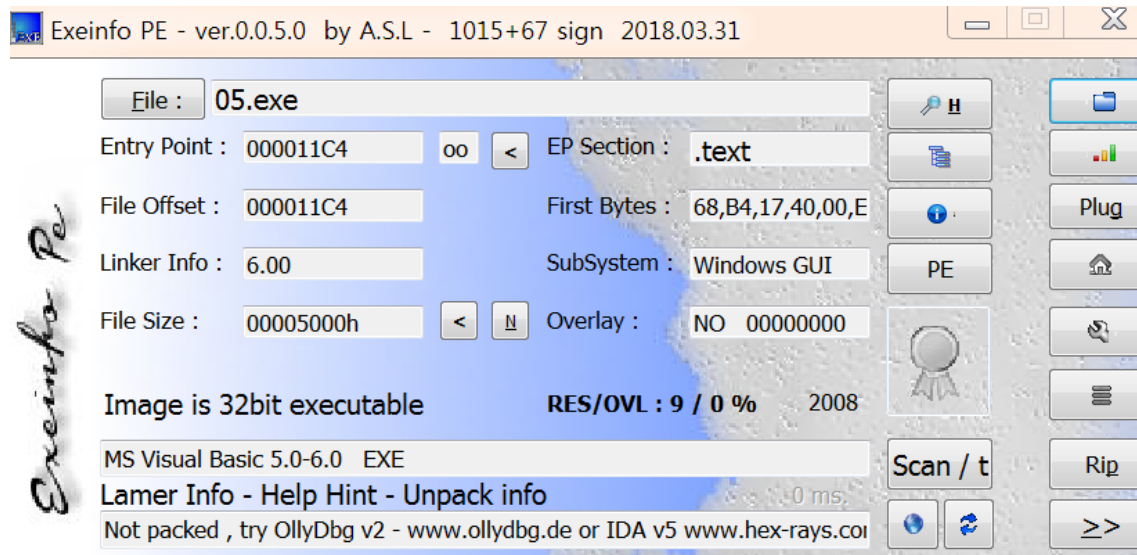 Exeinfo PE - ver.0.0.5.0 by A.S.L - 1015+67 sign 2018.03.31
File : 05.exe
H
Entry Point : 000011C4 oo < EP Section : .text
File Offset : 000011C4 First Bytes : 68,B4,17,40,00,E
Plug
Linker Info : 6.00 SubSystem : Windows GUI
PE
File Size : 00005000h < N Overlay : NO 00000000
Image is 32bit executable RES/OVL : 9 / 0 % 2008
MS Visual Basic 5.0-6.0 EXE
Scan / t
Rip
Lamer Info - Help Hint - Unpack info 0 ms.
Not packed , try OllyDbg v2 - www.ollydbg.de or IDA v5 www.hex-rays.co
>>
Exeinfo Pe